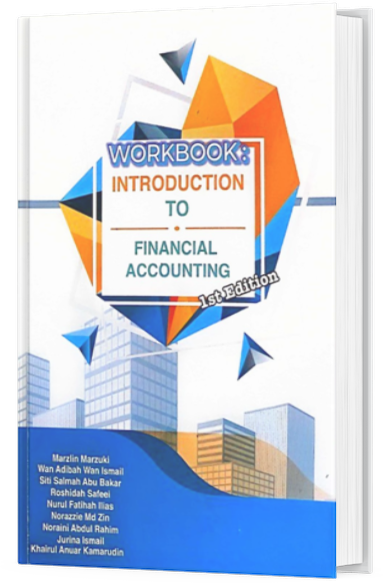 WORKBOOK:
INTRODUCTION
TO
FINANCIAL
ACCOUNTING
1st Edition
Marzlin Marzuki
Wan Adibah Wan Ismail
Siti Salmah Abu Bakar
Roshidah Safeei
Nurul Fatihah Ilias
Norazzie Md Zin
Noraini Abdul Rahim
Jurina Ismail
Khairul Anuar Kamarudin